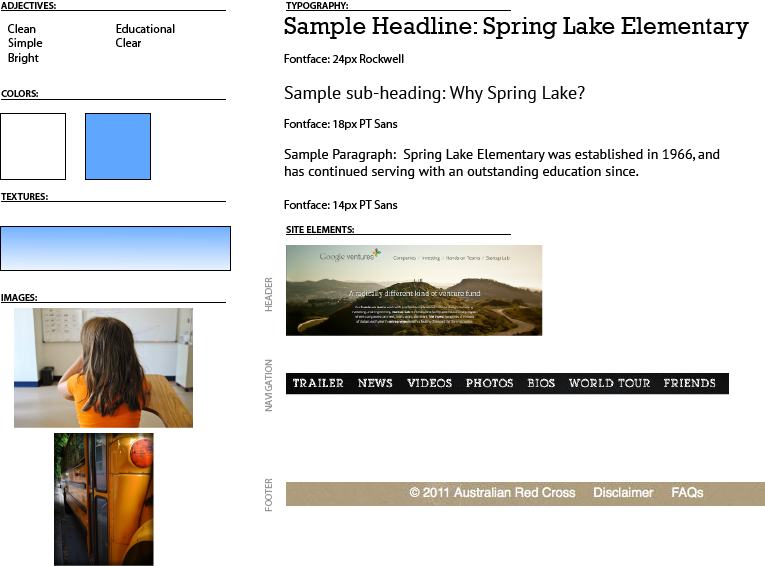 ADJECTIVES:
Clean
Simple
Bright
Educational
Clear
COLORS:
TEXTURES:
IMAGES:
TYPOGRAPHY:
Sample Headline: Spring Lake Elementary
Fontface: 24px Rockwell
Sample sub-heading: Why Spring Lake?
Fontface: 18px PT Sans
Sample Paragraph: Spring Lake Elementary was established in 1966, and
has continued serving with an outstanding education since.
Fontface: 14px PT Sans
SITE ELEMENTS:
HEADER
Google ventures
Companies / Investing / Hands on Teams / Startup Lab
A radically different kind of venture fund
NAVIGATION
TRAILER NEWS VIDEOS PHOTOS BIOS WORLD TOUR FRIENDS
FOOTER
© 2011 Australian Red Cross Disclaimer FAQs